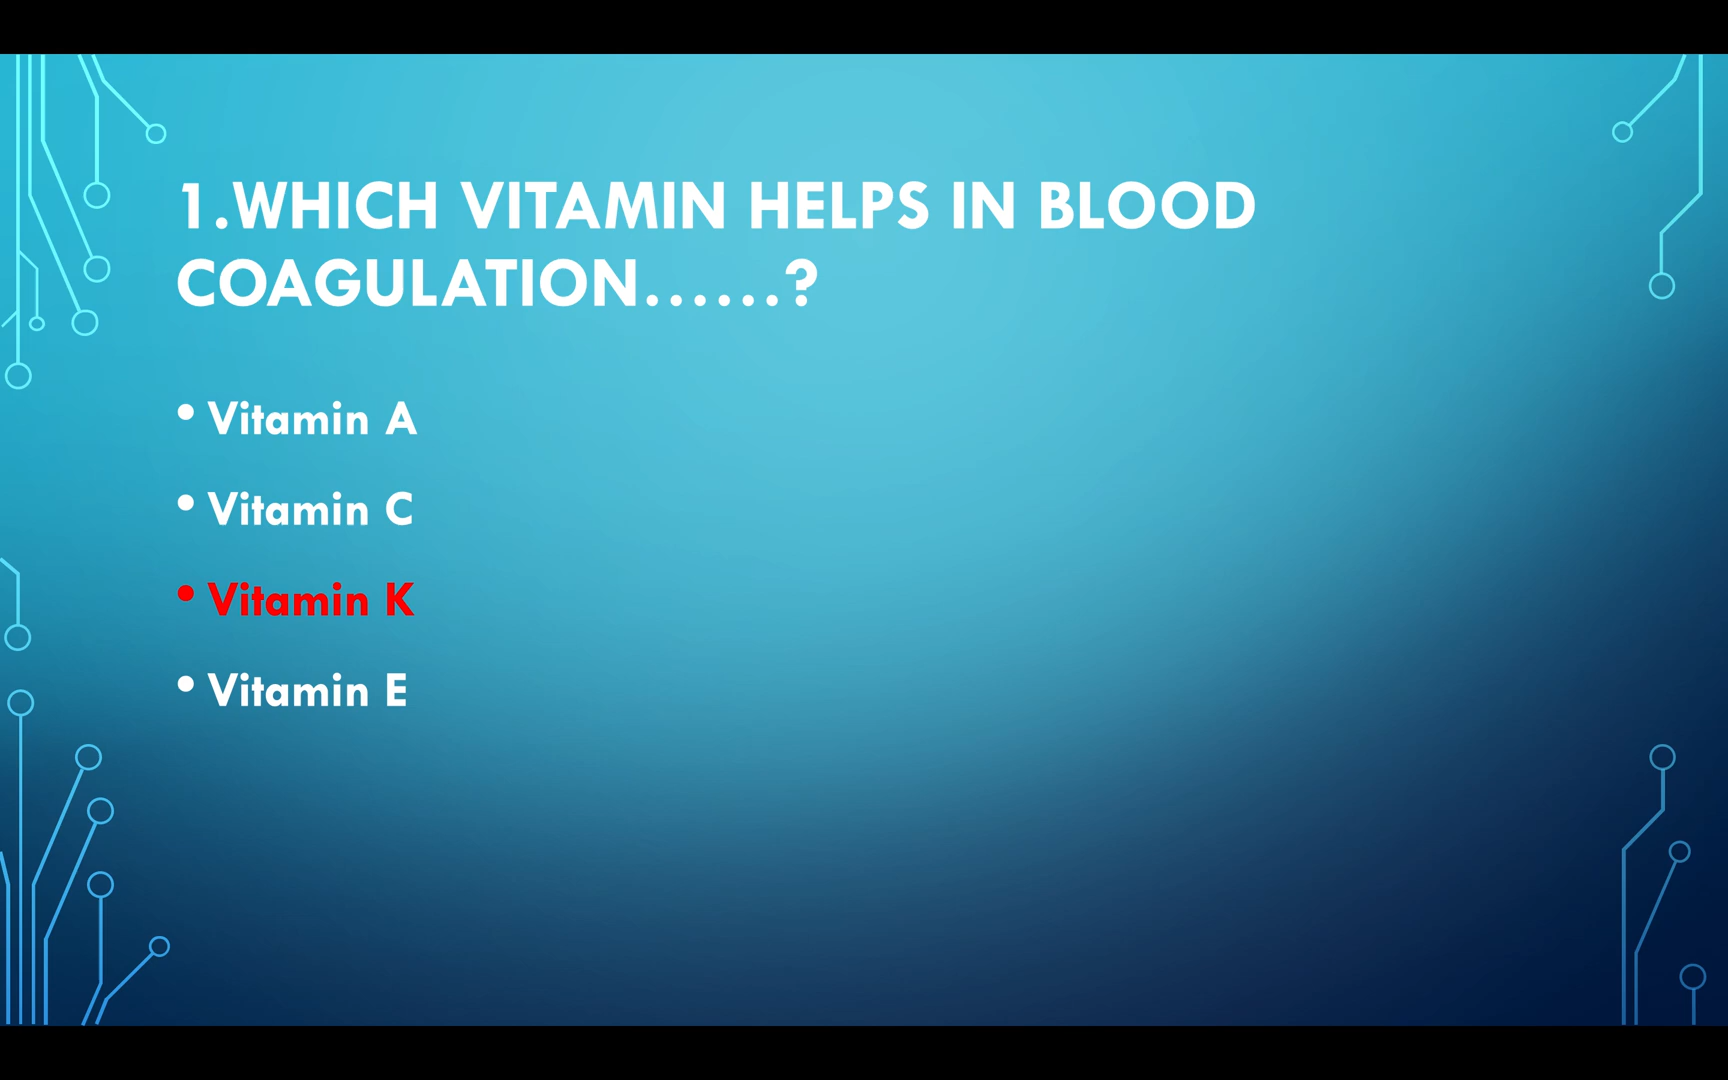 1.WHICH VITAMIN HELPS IN BLOOD
COAGULATION......?
• Vitamin A
• Vitamin C
• Vitamin K
• Vitamin E